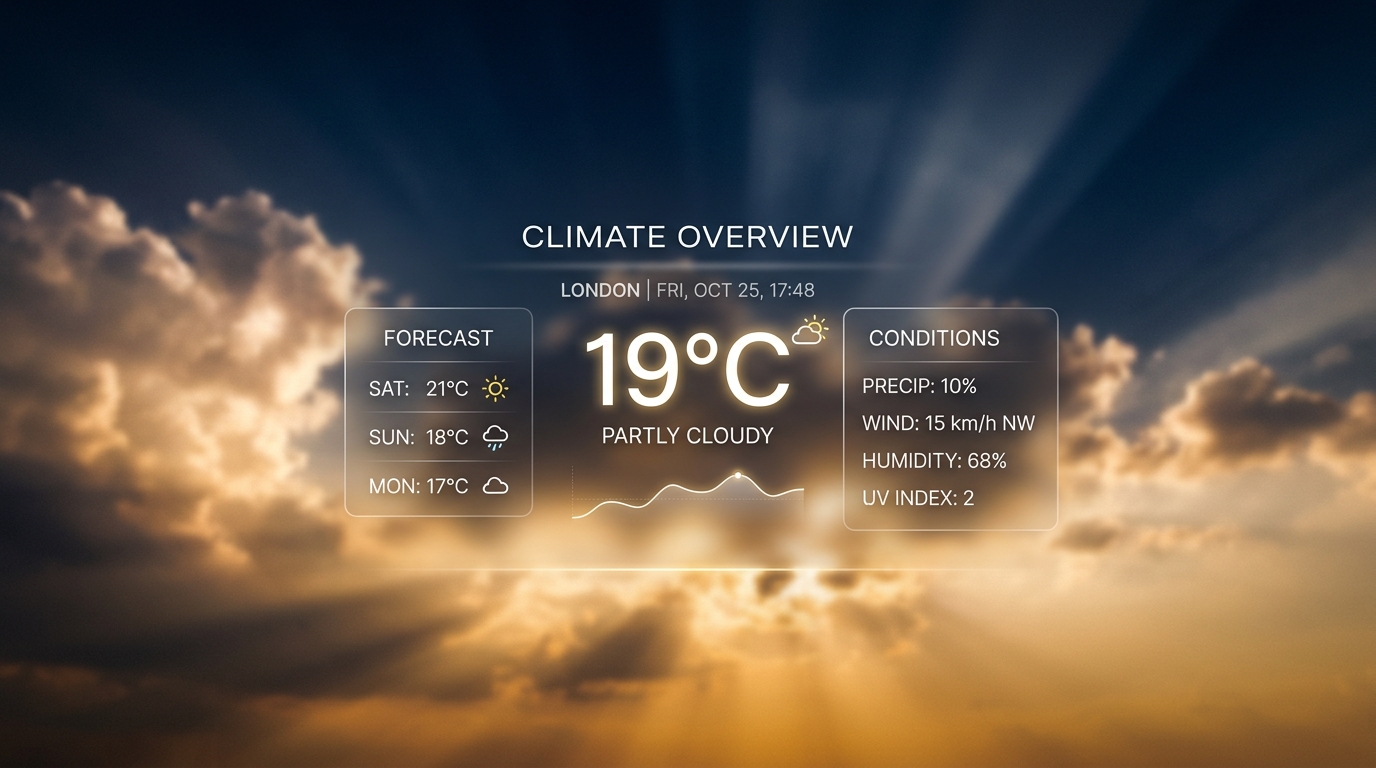 CLIMATE OVERVIEW
LONDON | FRI, OCT 25, 17:48
FORECAST
SAT: 21°C
SUN: 18°C
MON: 17°C
19°C
PARTLY CLOUDY
CONDITIONS
PRECIP: 10%
WIND: 15 km/h NW
HUMIDITY: 68%
UV INDEX: 2